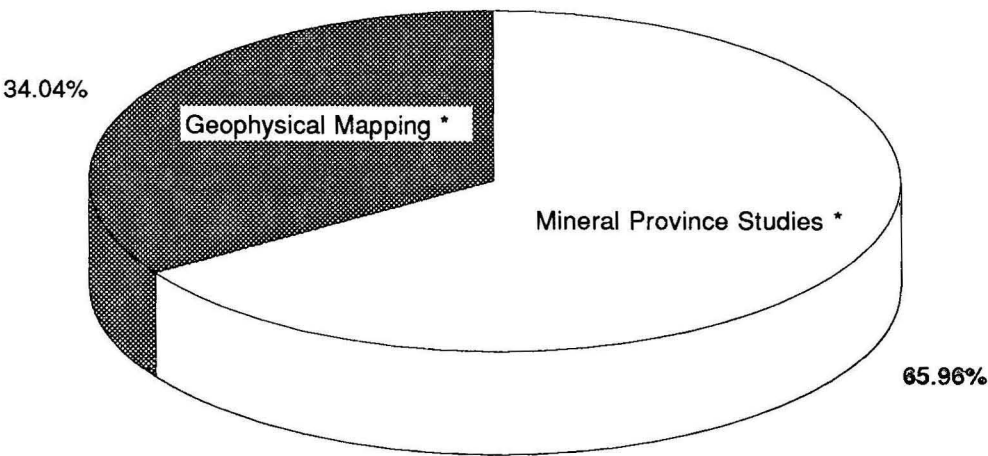 34.04%
Geophysical Mapping *
Mineral Province Studies *
65.96%